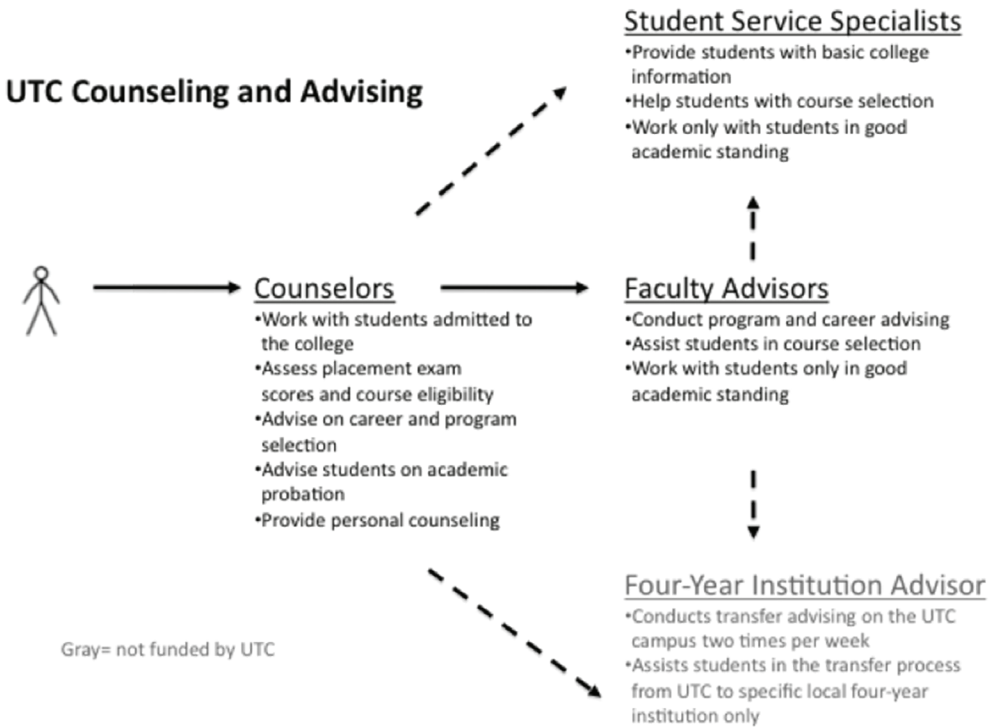 UTC Counseling and Advising
Student Service Specialists
•Provide students with basic college
information
•Help students with course selection
•Work only with students in good
academic standing
Counselors
•Work with students admitted to
the college
•Assess placement exam
scores and course eligibility
•Advise on career and program
selection
•Advise students on academic
probation
•Provide personal counseling
Faculty Advisors
•Conduct program and career advising
•Assist students in course selection
•Work with students only in good
academic standing
Four-Year Institution Advisor
•Conducts transfer advising on the UTC
campus two times per week
•Assists students in the transfer process
from UTC to specific local four-year
institution only
Gray= not funded by UTC